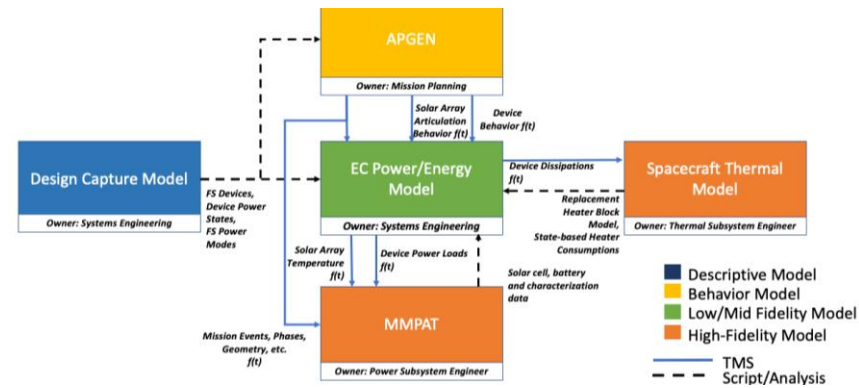 APGEN
Owner: Mission Planning
Solar Array
Articulation
Behavior f(t)
Device
Behavior f(t)
Design Capture Model
Owner: Systems Engineering
FS Devices,
Device Power
States,
FS Power
Modes
EC Power/Energy
Model
Owner: Systems Engineering
Device Dissipations
f(t)
Spacecraft Thermal
Model
Owner: Thermal Subsystem Engineer
Replacement
Heater Block
Model,
State-based Heater
Consumptions
Solar Array
Temperature
f(t)
Device Power Loads
f(t)
Solar cell, battery
and characterization
data
Mission Events, Phases,
Geometry, etc.
f(t)
MMPAT
Owner: Power Subsystem Engineer
Descriptive Model
Behavior Model
Low/Mid Fidelity Model
High-Fidelity Model
TMS
Script/Analysis